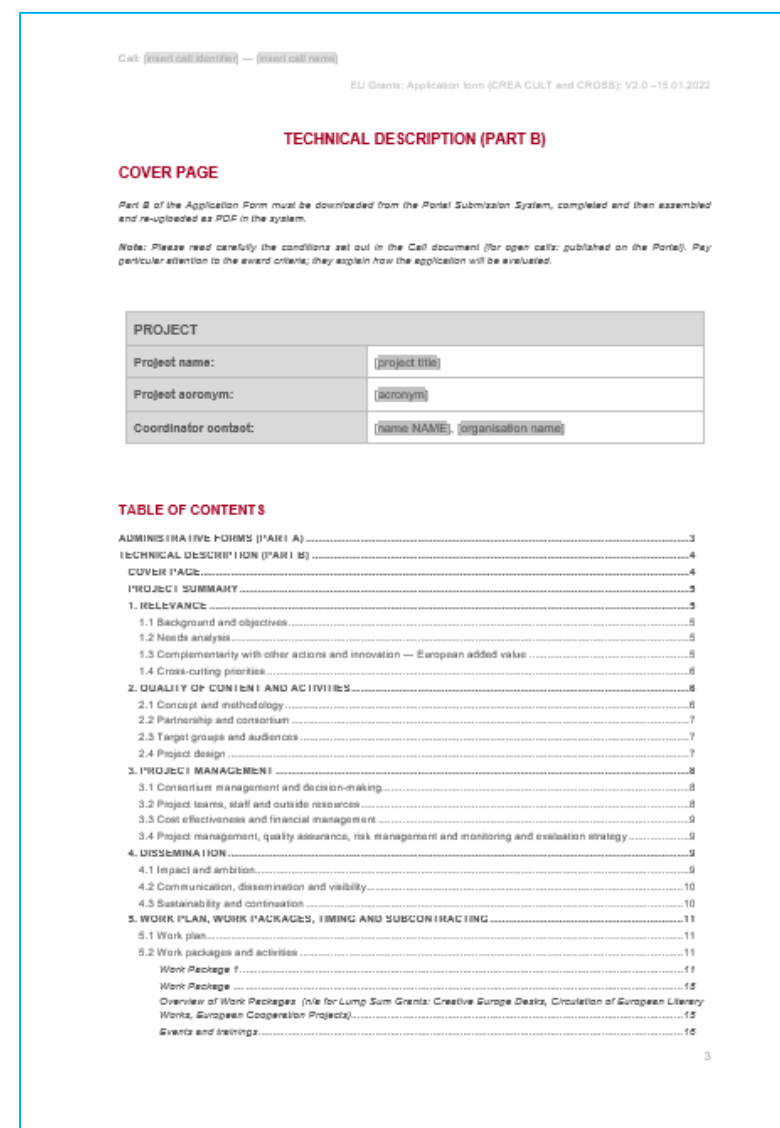 Call: [insert call identifier] — [insert call name]
EU Grants: Application form (CREA CULT and CROSS): V2.0 – 15.01.2022
TECHNICAL DESCRIPTION (PART B)
COVER PAGE
Part B of the Application Form must be downloaded from the Portal Submission System, completed and then assembled
and re-uploaded as PDF in the system.
Note: Please read carefully the conditions set out in the Call document (for open calls: published on the Portal). Pay
particular attention to the award criteria; they explain how the application will be evaluated.
PROJECT
Project name: [project title]
Project acronym: [acronym]
Coordinator contact: [name NAME], [organisation name]
TABLE OF CONTENTS
ADMINISTRATIVE FORMS (PART A) 3
TECHNICAL DESCRIPTION (PART B) 4
COVER PAGE 4
PROJECT SUMMARY 5
1. RELEVANCE 5
1.1 Background and objectives 5
1.2 Needs analysis 5
1.3 Complementarity with other actions and innovation — European added value 5
1.4 Cross-cutting priorities 6
2. QUALITY OF CONTENT AND ACTIVITIES 6
2.1 Concept and methodology 6
2.2 Partnership and consortium 7
2.3 Target groups and audiences 7
2.4 Project design 7
3. PROJECT MANAGEMENT 8
3.1 Consortium management and decision-making 8
3.2 Project teams, staff and outside resources 8
3.3 Cost effectiveness and financial management 9
3.4 Project management, quality assurance, risk management and monitoring and evaluation strategy 9
4. DISSEMINATION 9
4.1 Impact and ambition 9
4.2 Communication, dissemination and visibility 10
4.3 Sustainability and continuation 10
5. WORK PLAN, WORK PACKAGES, TIMING AND SUBCONTRACTING 11
5.1 Work plan 11
5.2 Work packages and activities 11
Work Package 1 11
Work Package ... 15
Overview of Work Packages (n/a for Lump Sum Grants: Creative Europe Desks, Circulation of European Literary
Works, European Cooperation Projects) 15
Events and trainings 16
3